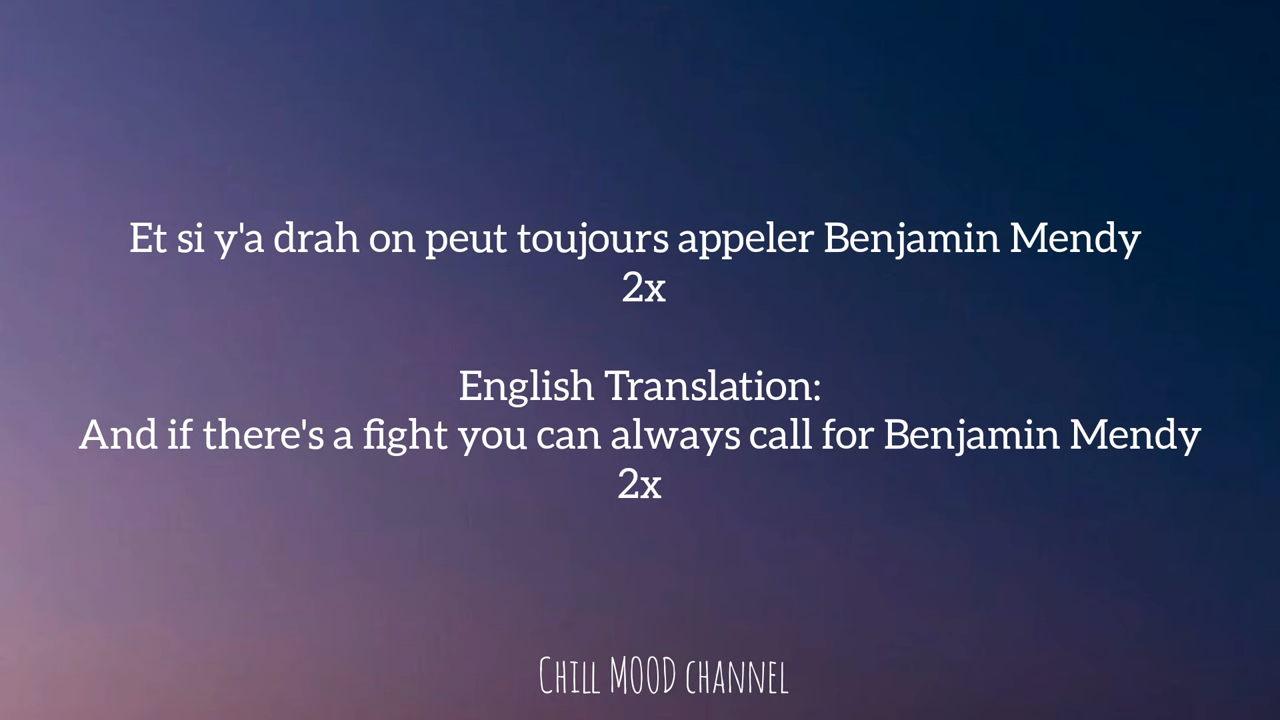 Et si y'a drah on peut toujours appeler Benjamin Mendy
2x
English Translation:
And if there's a fight you can always call for Benjamin Mendy
2x
CHILL MOOD CHANNEL